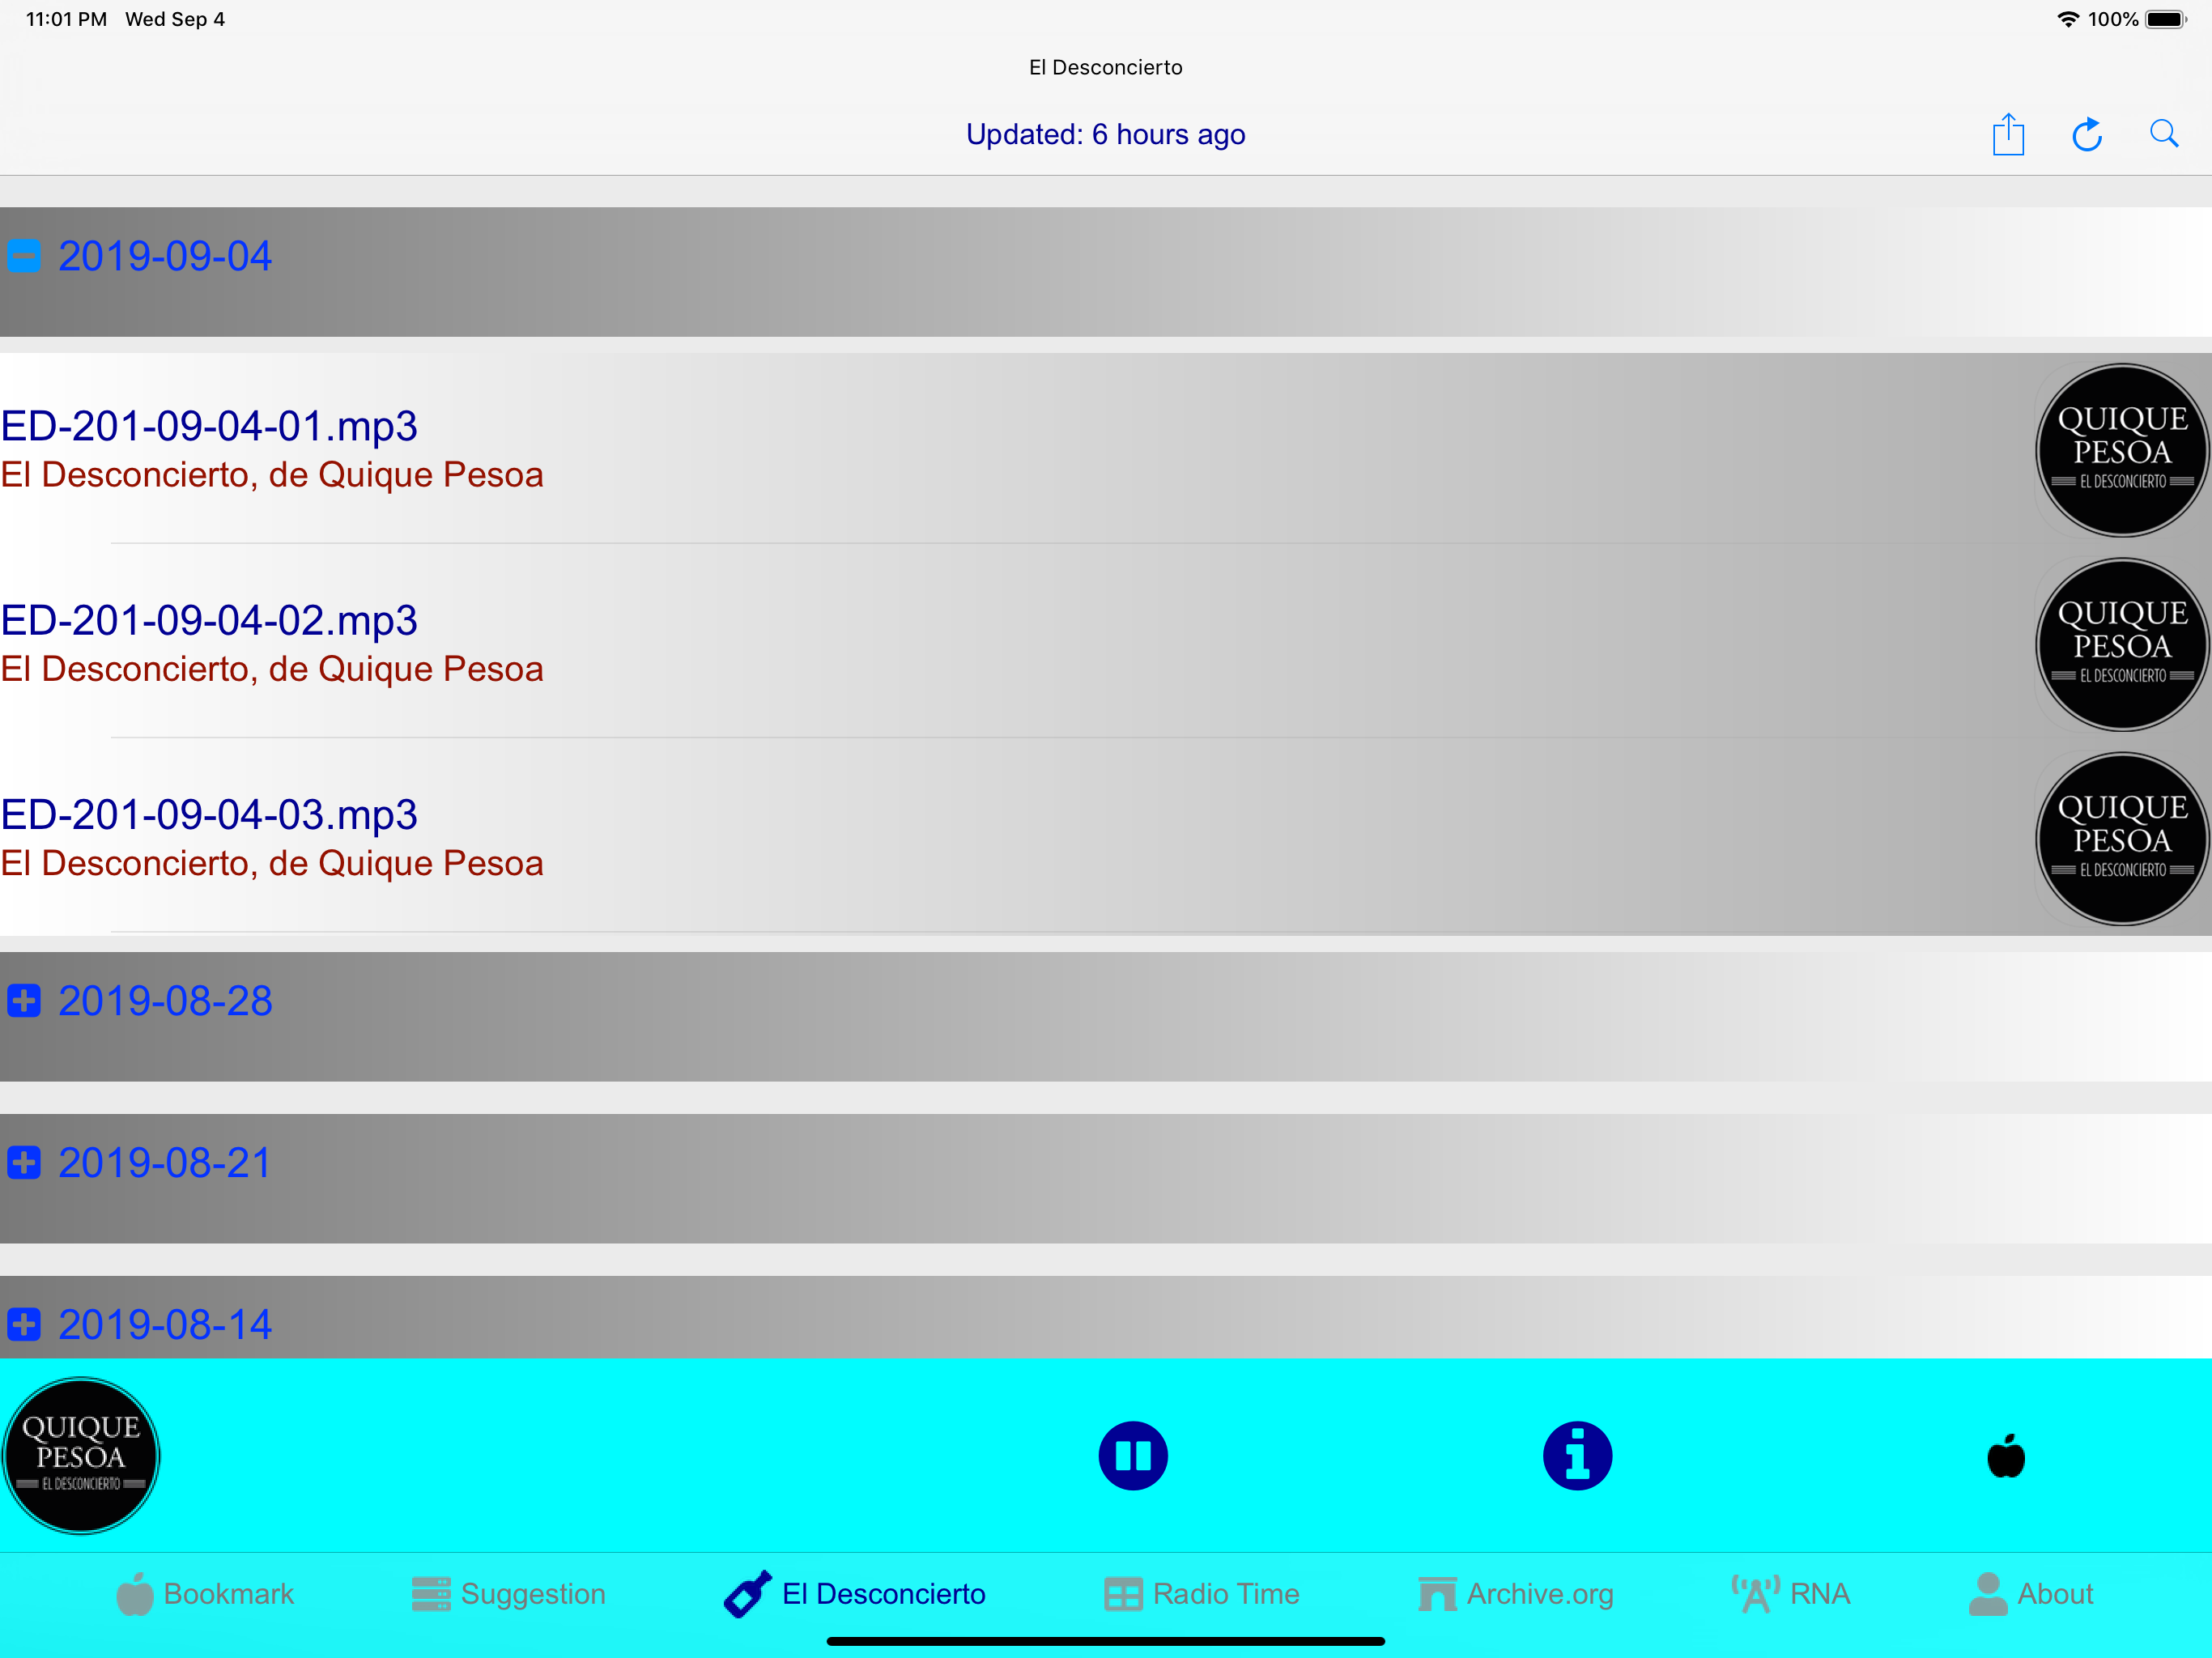 11:01 PM Wed Sep 4
100%
El Desconcierto
Updated: 6 hours ago
2019-09-04
ED-201-09-04-01.mp3
El Desconcierto, de Quique Pesoa
QUIQUE
PESOA
EL DESCONCIERTO
ED-201-09-04-02.mp3
El Desconcierto, de Quique Pesoa
QUIQUE
PESOA
EL DESCONCIERTO
ED-201-09-04-03.mp3
El Desconcierto, de Quique Pesoa
QUIQUE
PESOA
EL DESCONCIERTO
2019-08-28
2019-08-21
2019-08-14
QUIQUE
PESOA
EL DESCONCIERTO
Bookmark Suggestion El Desconcierto Radio Time Archive.org RNA About